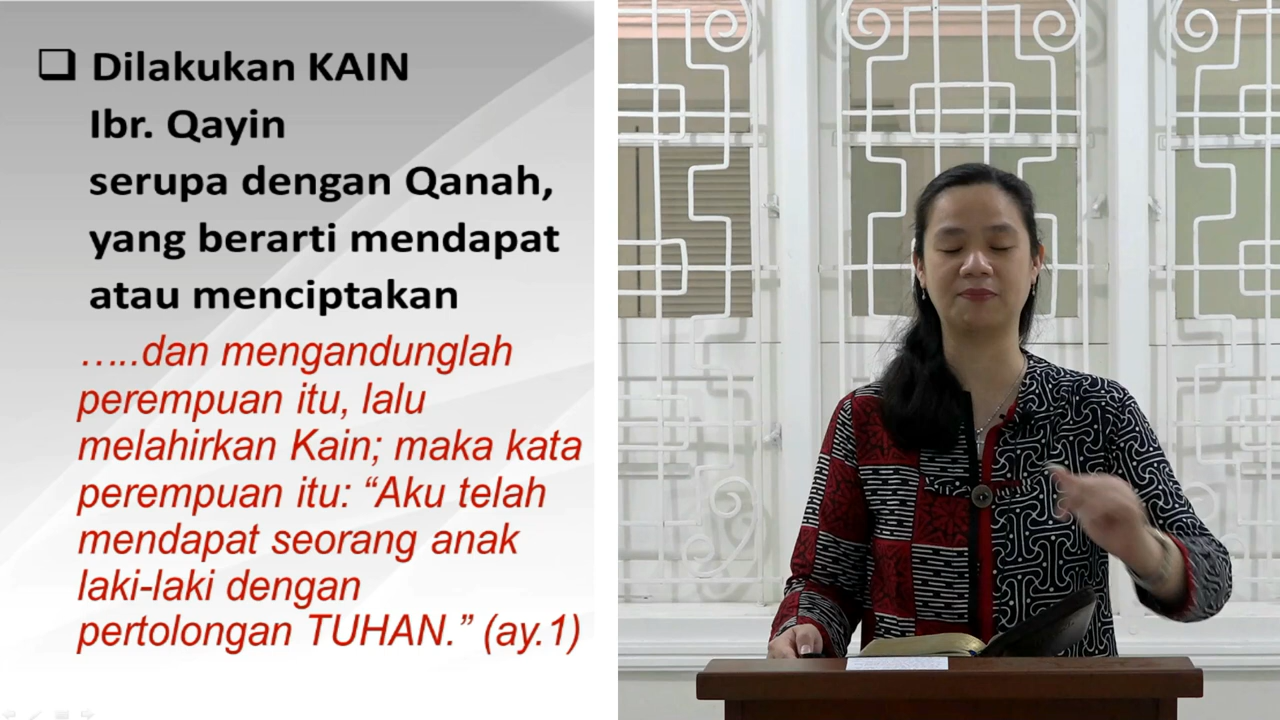 Dilakukan KAIN
Ibr. Qayin
serupa dengan Qanah,
yang berarti mendapat
atau menciptakan
.....dan mengandunglah
perempuan itu, lalu
melahirkan Kain; maka kata
perempuan itu: “Aku telah
mendapat seorang anak
laki-laki dengan
pertolongan TUHAN.” (ay.1)